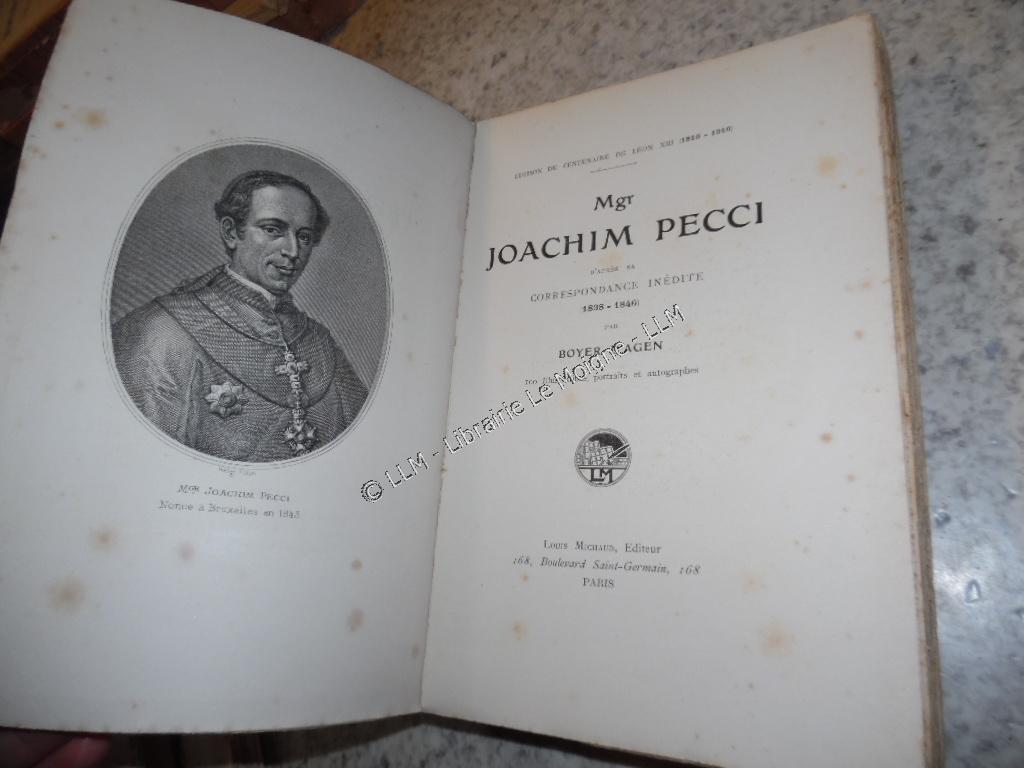 Mgr JOACHIM PECCI
Nonce à Bruxelles en 1843
ÉDITION DU CENTENAIRE DE LÉON XIII (1810 - 1910)
Mgr
JOACHIM PECCI
D'APRÈS SA
CORRESPONDANCE INÉDITE
(1838 - 1846)
PAR
BOYER
portraits et autographes
LM
Louis Michaud, Editeur
168, Boulevard Saint-Germain, 168
PARIS
© LLM - Librairie Le Moigne - LLM